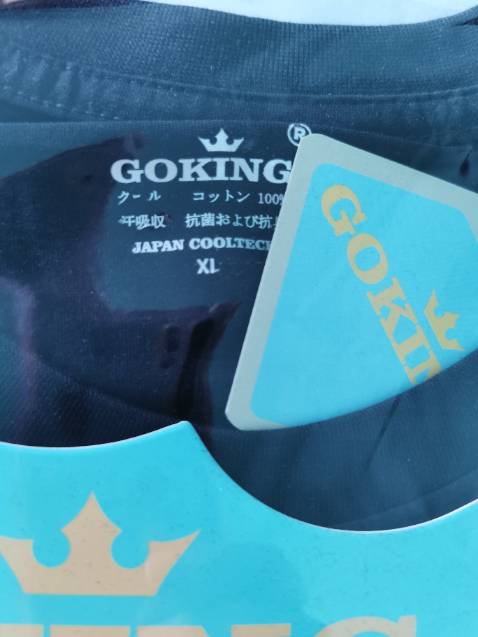 GOKING ®
クール コットン 100%
汗吸収 抗菌および抗
JAPAN COOLTECH
XL
GOKIN